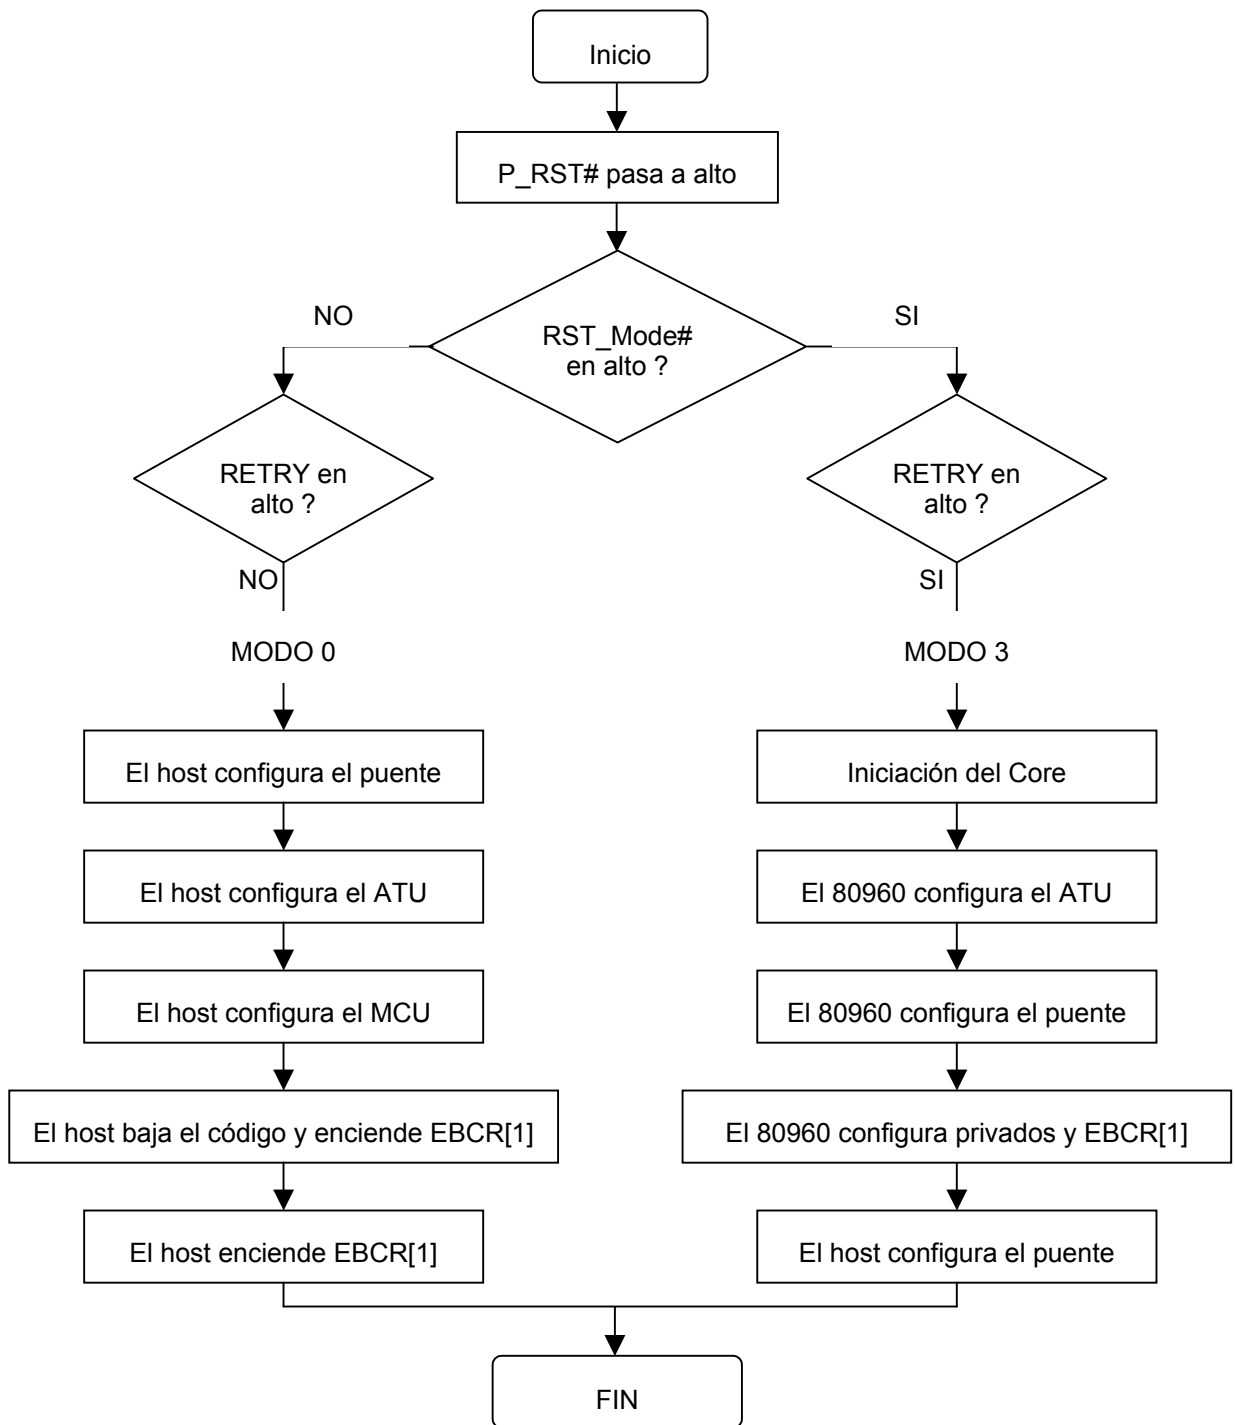 Inicio
P_RST# pasa a alto
NO
SI
RST_Mode#
en alto ?
RETRY en
alto ?
RETRY en
alto ?
NO
SI
MODO 0
MODO 3
El host configura el puente
Iniciación del Core
El host configura el ATU
El 80960 configura el ATU
El host configura el MCU
El 80960 configura el puente
El host baja el código y enciende EBCR[1]
El 80960 configura privados y EBCR[1]
El host enciende EBCR[1]
El host configura el puente
FIN